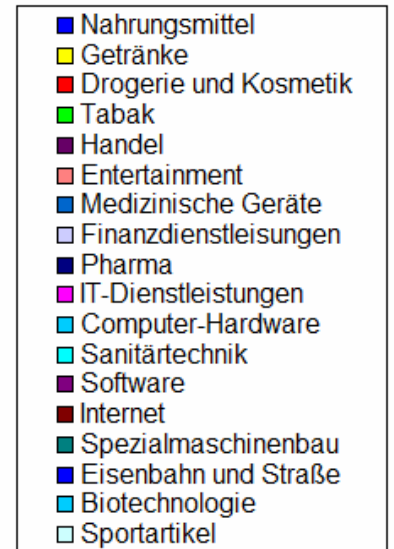 Nahrungsmittel
Getränke
Drogerie und Kosmetik
Tabak
Handel
Entertainment
Medizinische Geräte
Finanzdienstleisungen
Pharma
IT-Dienstleistungen
Computer-Hardware
Sanitärtechnik
Software
Internet
Spezialmaschinenbau
Eisenbahn und Straße
Biotechnologie
Sportartikel